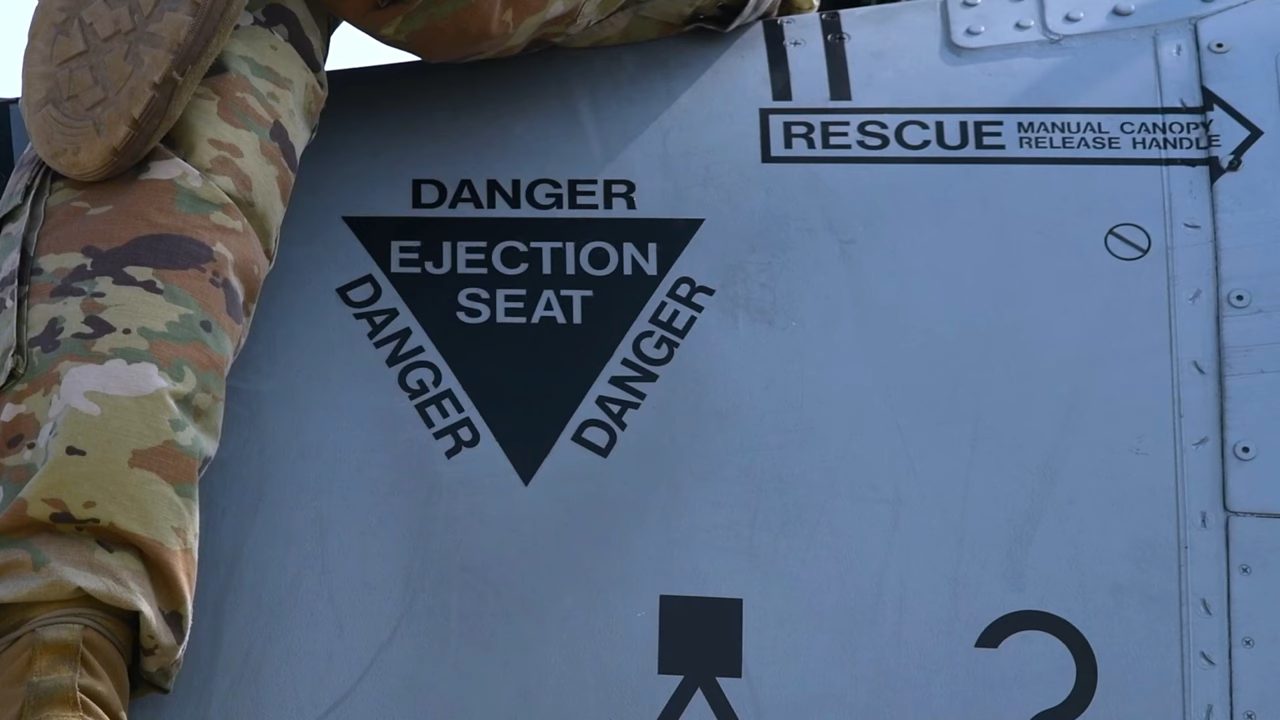 RESCUE MANUAL CANOPY
RELEASE HANDLE
DANGER
EJECTION
SEAT
DANGER
DANGER